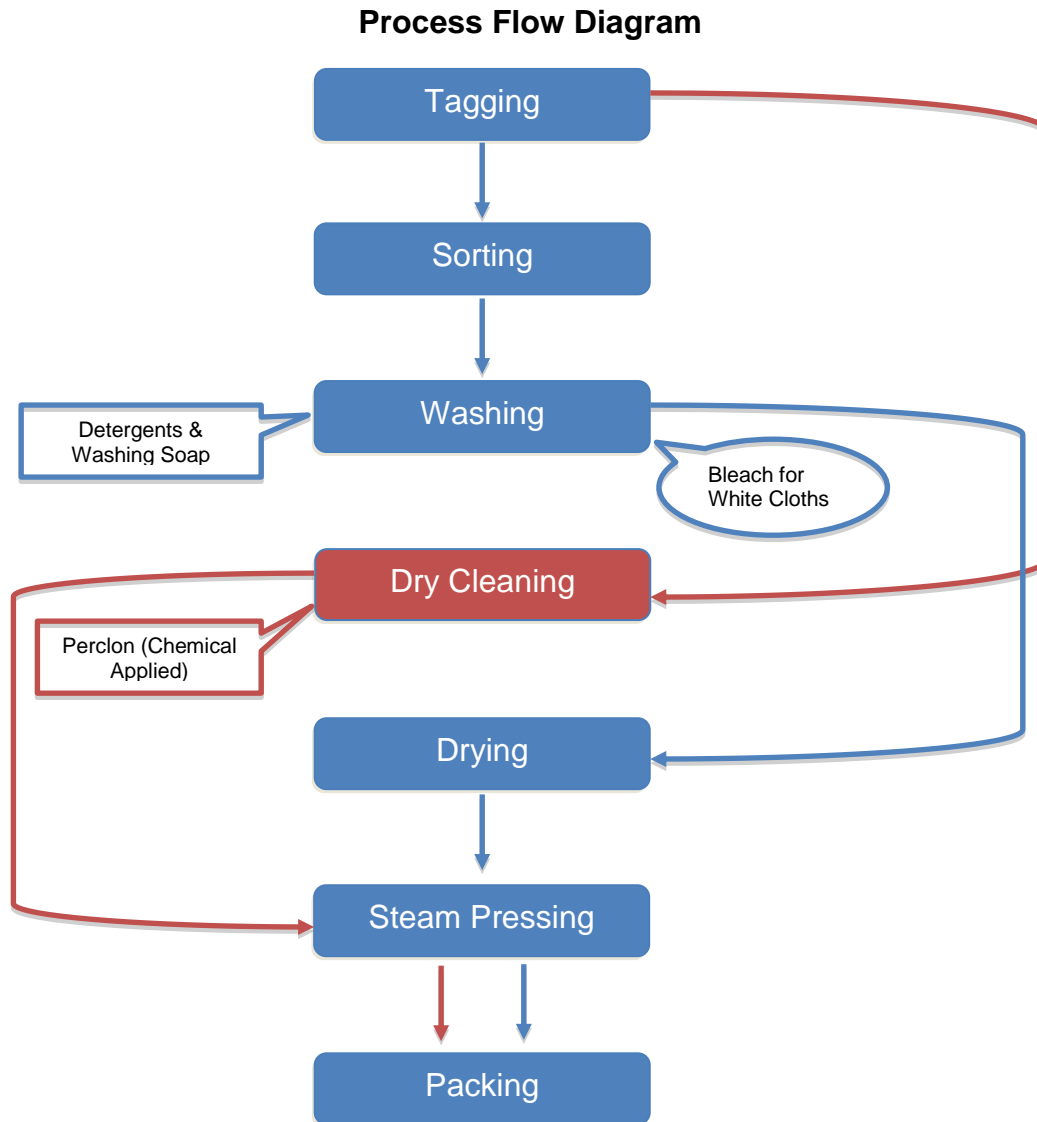 Process Flow Diagram
Tagging
Sorting
Washing
Detergents &
Washing Soap
Bleach for
White Cloths
Dry Cleaning
Perclon (Chemical
Applied)
Drying
Steam Pressing
Packing